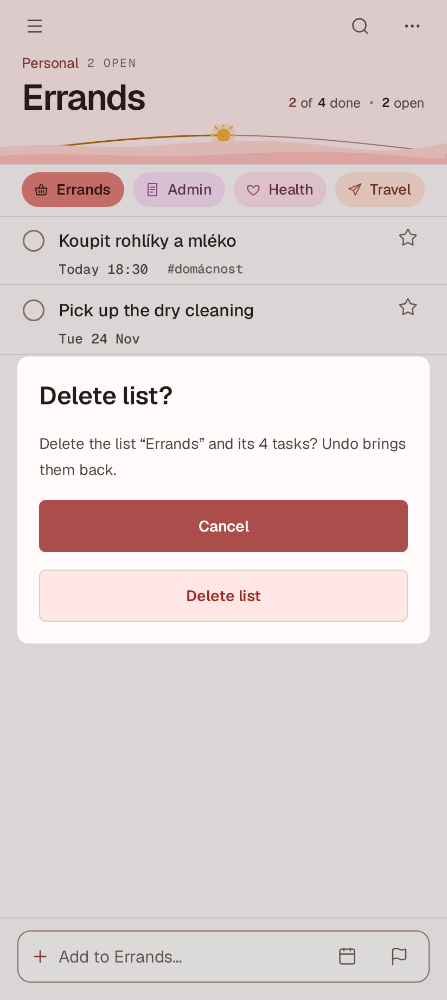 Personal 2 OPEN
Errands
2 of 4 done • 2 open
Errands Admin Health Travel
Koupit rohlíky a mléko
Today 18:30 #domácnost
Pick up the dry cleaning
Tue 24 Nov
Delete list?
Delete the list “Errands” and its 4 tasks? Undo brings
them back.
Cancel
Delete list
+ Add to Errands…